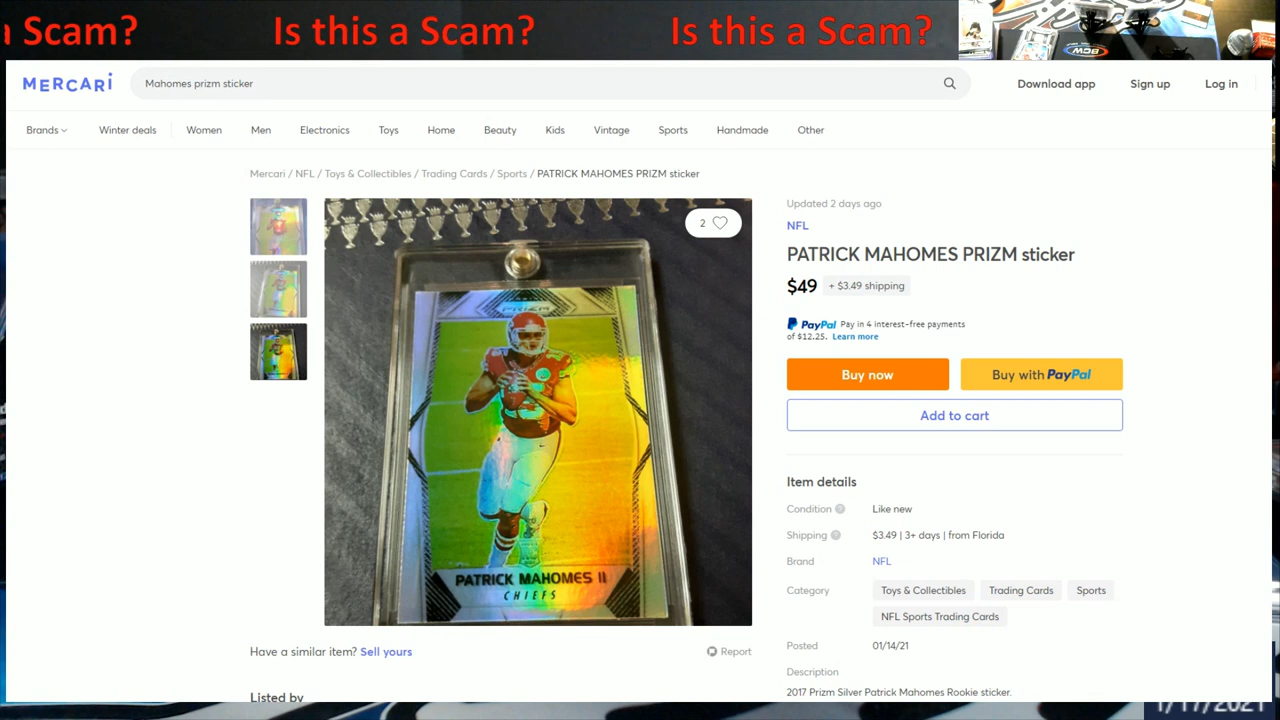 a Scam? Is this a Scam? Is this a Scam?
MERCARI Mahomes prizm sticker Download app Sign up Log in
Brands Winter deals Women Men Electronics Toys Home Beauty Kids Vintage Sports Handmade Other
Mercari / NFL / Toys & Collectibles / Trading Cards / Sports / PATRICK MAHOMES PRIZM sticker
2
PRIZM
PATRICK MAHOMES II
CHIEFS
Have a similar item? Sell yours
Report
Listed by
Updated 2 days ago
NFL
PATRICK MAHOMES PRIZM sticker
$49 + $3.49 shipping
PayPal Pay in 4 interest-free payments
of $12.25. Learn more
Buy now
Buy with PayPal
Add to cart
Item details
Condition ? Like new
Shipping ? $3.49 | 3+ days | from Florida
Brand NFL
Category Toys & Collectibles Trading Cards Sports
NFL Sports Trading Cards
Posted 01/14/21
Description
2017 Prizm Silver Patrick Mahomes Rookie sticker.
1/17/2021